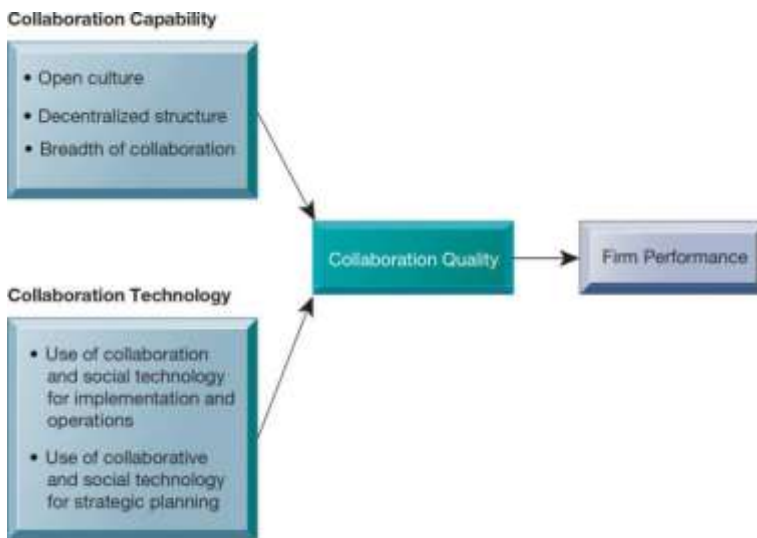 Collaboration Capability
• Open culture
• Decentralized structure
• Breadth of collaboration
Collaboration Quality
Firm Performance
Collaboration Technology
• Use of collaboration
and social technology
for implementation and
operations
• Use of collaborative
and social technology
for strategic planning